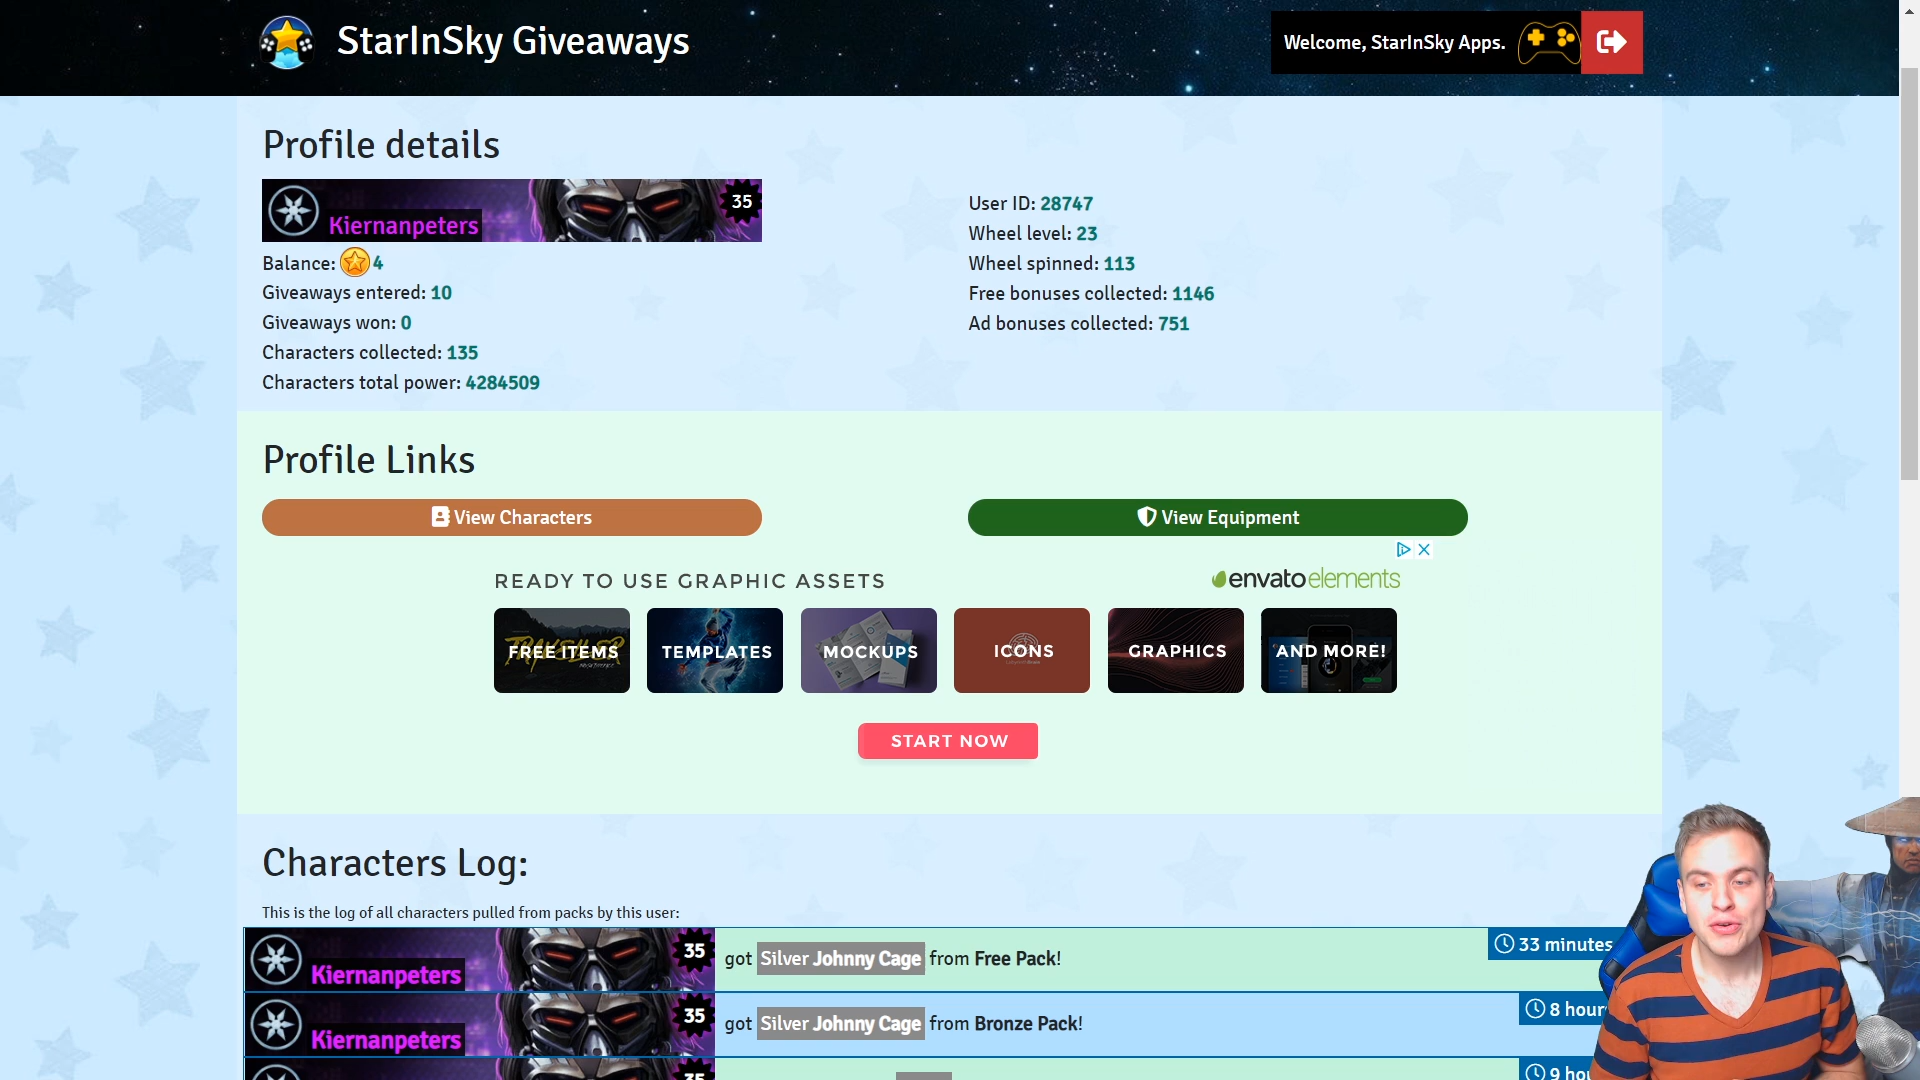 StarInSky Giveaways
Welcome, StarInSky Apps.
Profile details
Kiernanpeters
35
Balance: 4
Giveaways entered: 10
Giveaways won: 0
Characters collected: 135
Characters total power: 4284509
User ID: 28747
Wheel level: 23
Wheel spinned: 113
Free bonuses collected: 1146
Ad bonuses collected: 751
Profile Links
View Characters
View Equipment
READY TO USE GRAPHIC ASSETS
envatoelements
FREE ITEMS
TEMPLATES
MOCKUPS
ICONS
GRAPHICS
AND MORE!
START NOW
Characters Log:
This is the log of all characters pulled from packs by this user:
Kiernanpeters
35
got Silver Johnny Cage from Free Pack!
33 minutes
Kiernanpeters
35
got Silver Johnny Cage from Bronze Pack!
8 hour
35
9 hou